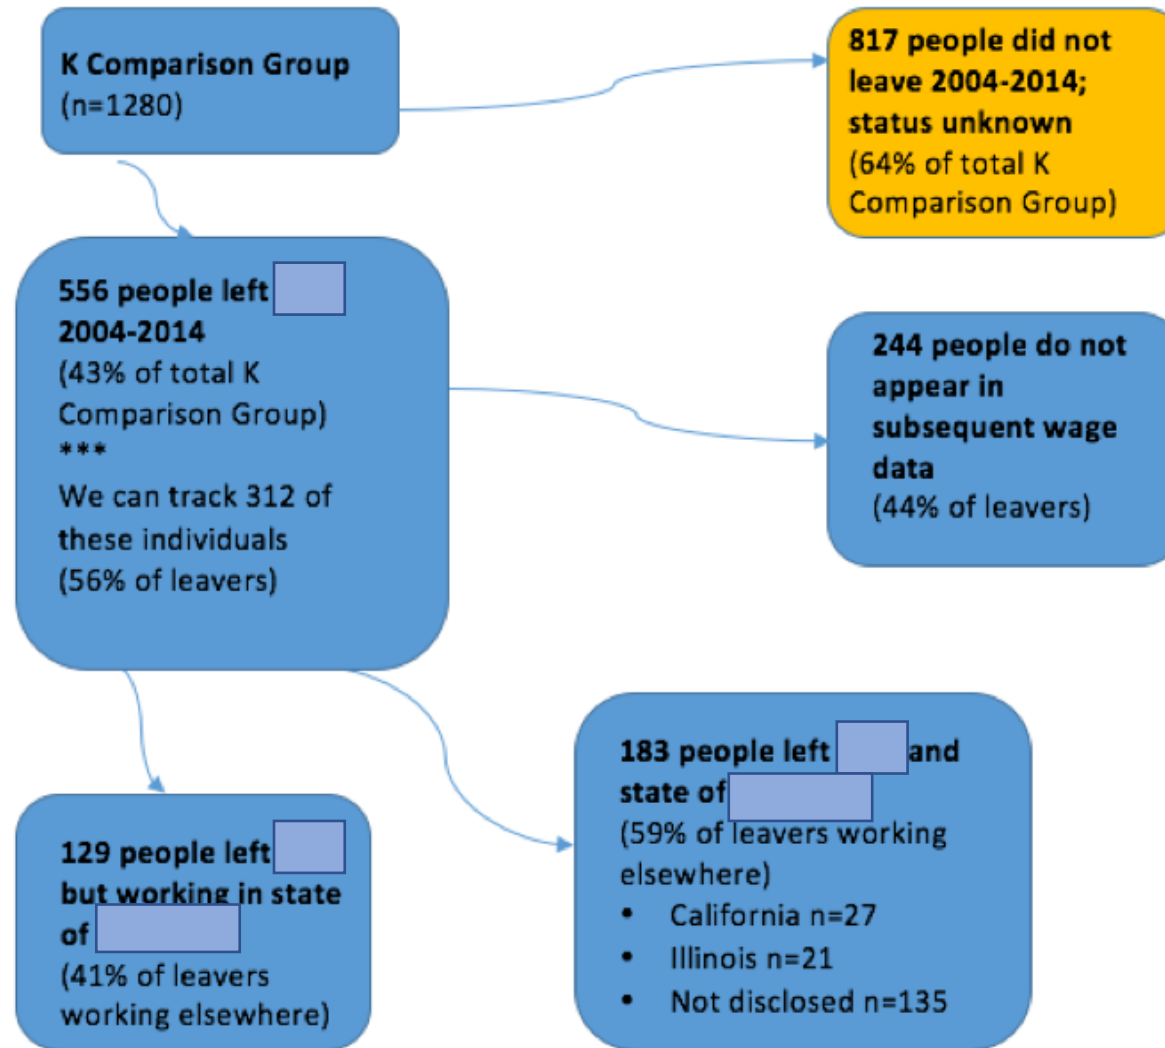 K Comparison Group
(n=1280)
817 people did not
leave 2004-2014;
status unknown
(64% of total K
Comparison Group)
556 people left
2004-2014
(43% of total K
Comparison Group)
***
We can track 312 of
these individuals
(56% of leavers)
244 people do not
appear in
subsequent wage
data
(44% of leavers)
129 people left
but working in state
of
(41% of leavers
working elsewhere)
183 people left and
state of
(59% of leavers working
elsewhere)
• California n=27
• Illinois n=21
• Not disclosed n=135